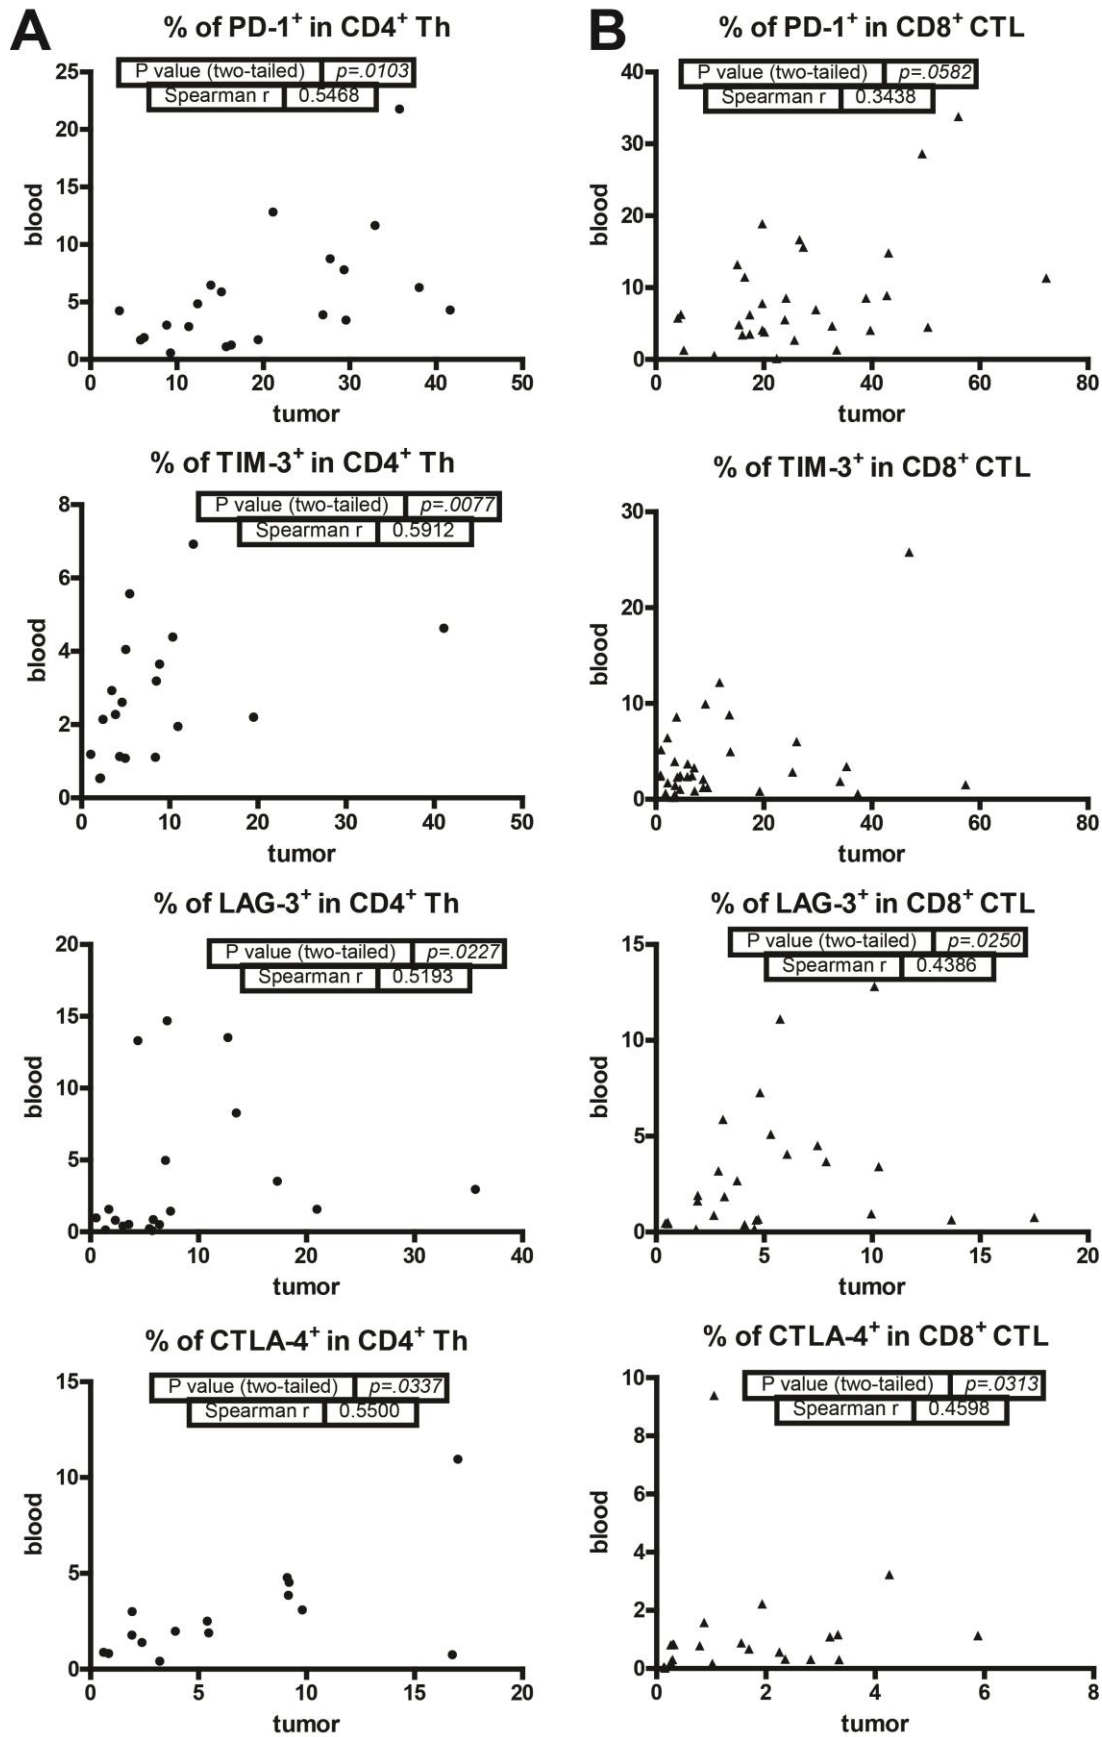 A
% of PD-1+ in CD4+ Th
P value (two-tailed) p=.0103
Spearman r 0.5468
25
20
15
10
5
0
blood
0 10 20 30 40 50
tumor
% of TIM-3+ in CD4+ Th
P value (two-tailed) p=.0077
Spearman r 0.5912
8
6
4
2
0
blood
0 10 20 30 40 50
tumor
% of LAG-3+ in CD4+ Th
P value (two-tailed) p=.0227
Spearman r 0.5193
20
15
10
5
0
blood
0 10 20 30 40
tumor
% of CTLA-4+ in CD4+ Th
P value (two-tailed) p=.0337
Spearman r 0.5500
15
10
5
0
blood
0 5 10 15 20
tumor
B
% of PD-1+ in CD8+ CTL
P value (two-tailed) p=.0582
Spearman r 0.3438
40
30
20
10
0
blood
0 20 40 60 80
tumor
% of TIM-3+ in CD8+ CTL
30
20
10
0
blood
0 20 40 60 80
tumor
% of LAG-3+ in CD8+ CTL
P value (two-tailed) p=.0250
Spearman r 0.4386
15
10
5
0
blood
0 5 10 15 20
tumor
% of CTLA-4+ in CD8+ CTL
P value (two-tailed) p=.0313
Spearman r 0.4598
10
8
6
4
2
0
blood
0 2 4 6 8
tumor